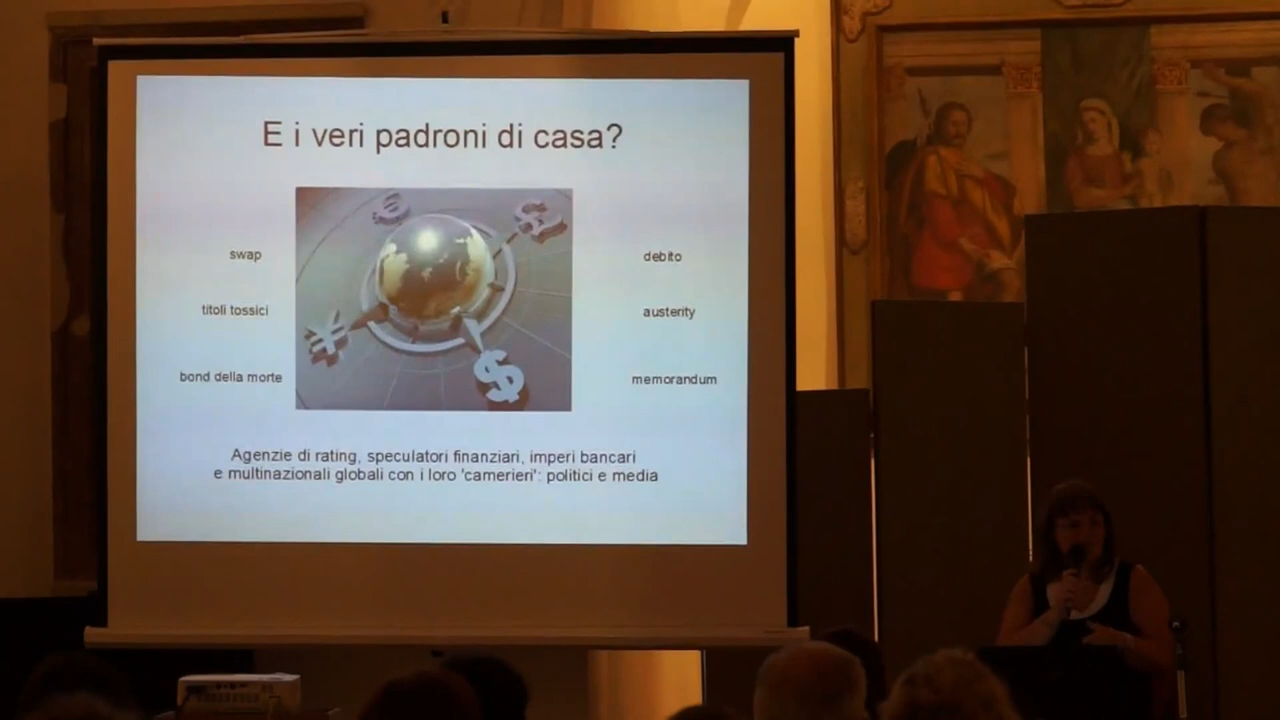 E i veri padroni di casa?
swap
debito
titoli tossici
austerity
bond della morte
memorandum
Agenzie di rating, speculatori finanziari, imperi bancari
e multinazionali globali con i loro 'camerieri': politici e media